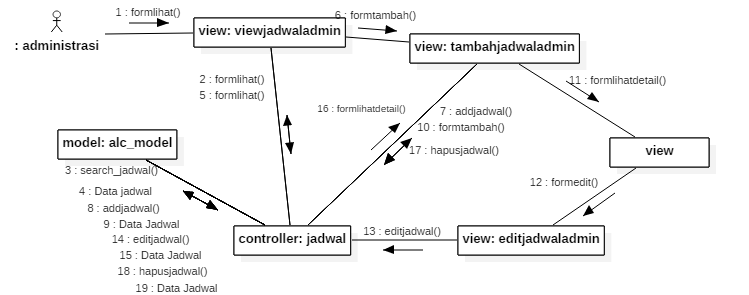 1 : formlihat()
6 : formtambah()
: administrasi
view: viewjadwaladmin
view: tambahjadwaladmin
2 : formlihat()
5 : formlihat()
11 : formlihatdetail()
16 : formlihatdetail()
7 : addjadwal()
10 : formtambah()
17 : hapusjadwal()
model: alc_model
view
3 : search_jadwal()
4 : Data jadwal
8 : addjadwal()
9 : Data Jadwal
14 : editjadwal()
15 : Data Jadwal
18 : hapusjadwal()
19 : Data Jadwal
12 : formedit()
controller: jadwal
13 : editjadwal()
view: editjadwaladmin